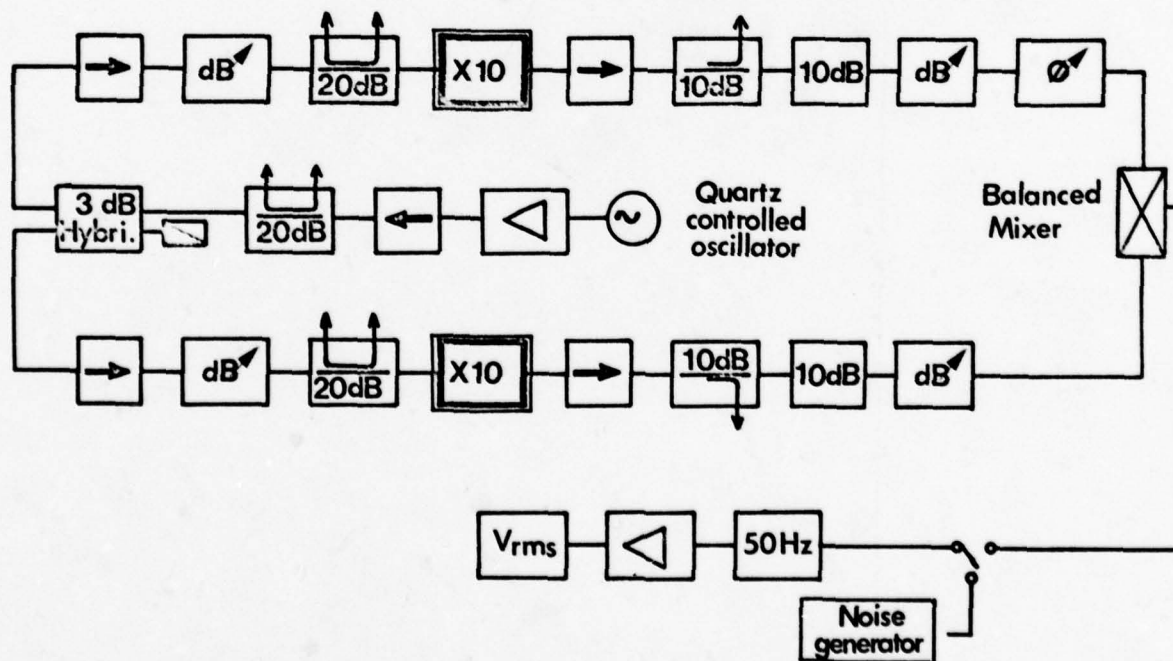 dB
20dB
X10
10dB
10dB
dB
Ø
3 dB
Hybri.
20dB
~
Quartz
controlled
oscillator
Balanced
Mixer
dB
20dB
X10
10dB
10dB
dB
Vrms
50Hz
Noise
generator